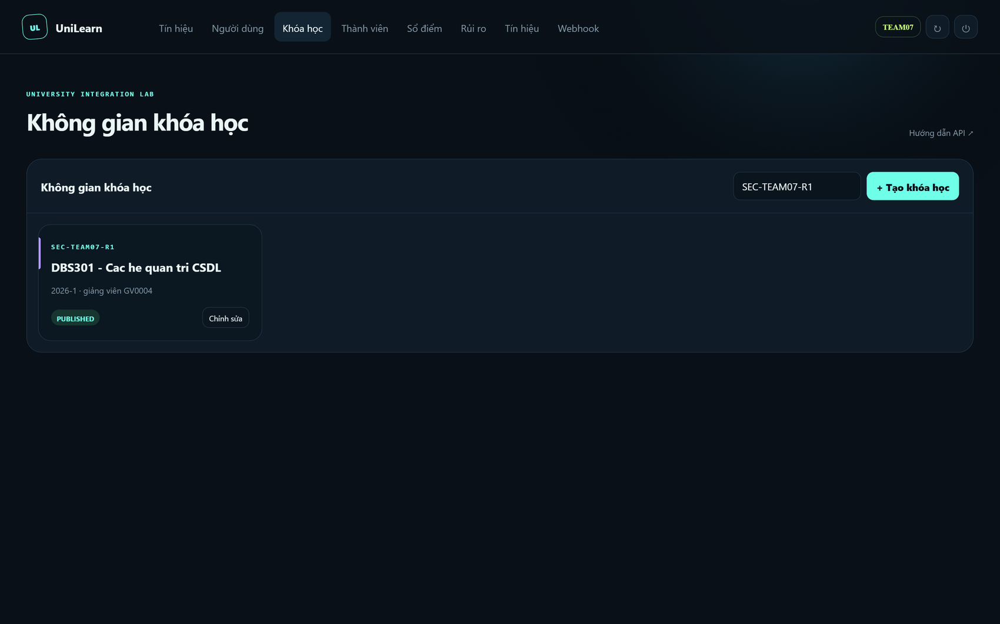 UL UniLearn Tín hiệu Người dùng Khóa học Thành viên Sổ điểm Rủi ro Tín hiệu Webhook TEAM07
UNIVERSITY INTEGRATION LAB
Không gian khóa học
Hướng dẫn API ↗
Không gian khóa học SEC-TEAM07-R1 + Tạo khóa học
SEC-TEAM07-R1
DBS301 - Cac he quan tri CSDL
2026-1 · giảng viên GV0004
PUBLISHED Chỉnh sửa